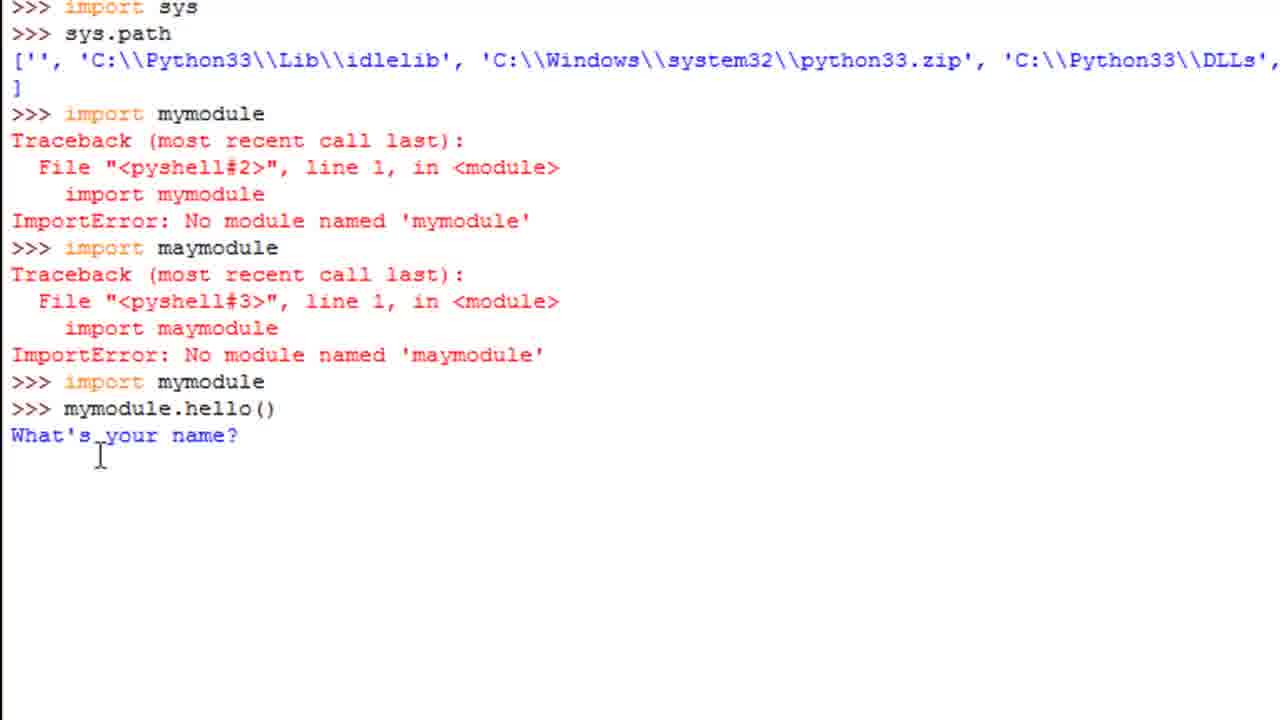 >>> import sys
>>> sys.path
['', 'C:\\Python33\\Lib\\idlelib', 'C:\\Windows\\system32\\python33.zip', 'C:\\Python33\\DLLs',
]
>>> import mymodule
Traceback (most recent call last):
  File "<pyshell#2>", line 1, in <module>
    import mymodule
ImportError: No module named 'mymodule'
>>> import maymodule
Traceback (most recent call last):
  File "<pyshell#3>", line 1, in <module>
    import maymodule
ImportError: No module named 'maymodule'
>>> import mymodule
>>> mymodule.hello()
What's your name?